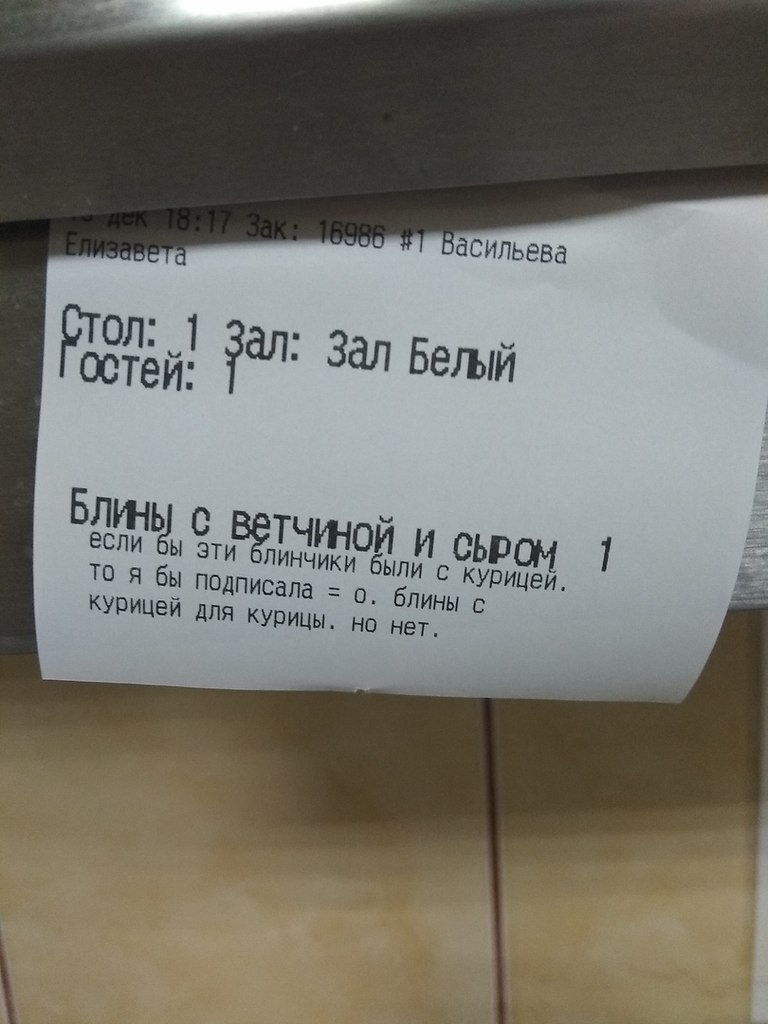 дек 18:17 Зак: 16986 #1 Васильева
Елизавета
Стол: 1 Зал: Зал Белый
Гостей: 1
Блины с ветчиной и сыром 1
если бы эти блинчики были с курицей.
то я бы подписала = о. блины с
курицей для курицы. но нет.